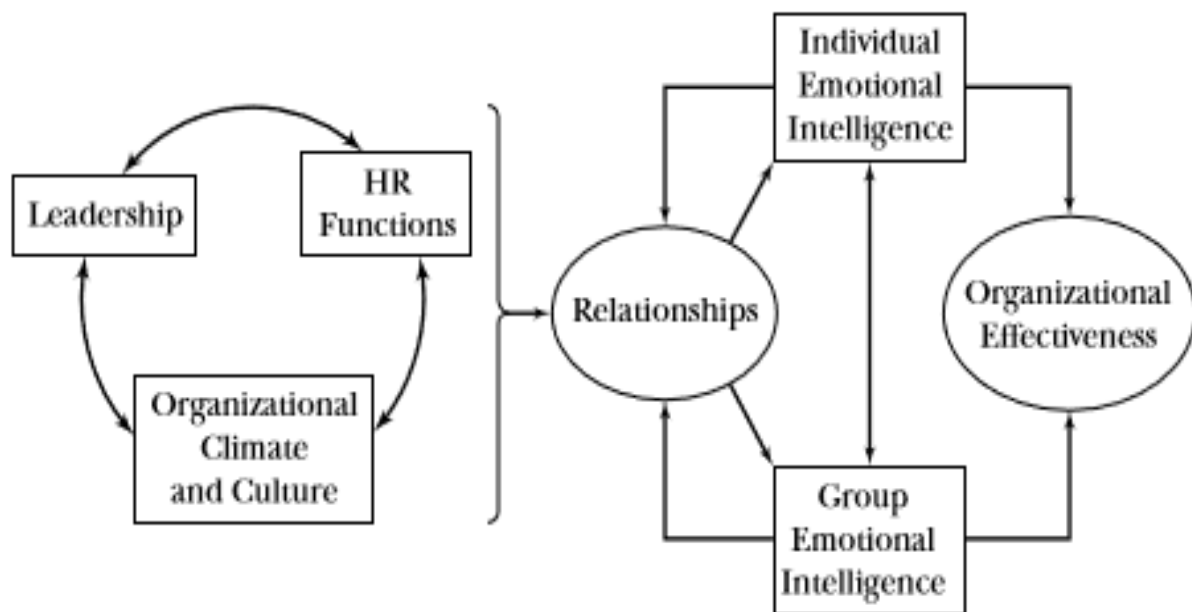 Leadership
HR
Functions
Organizational
Climate
and Culture
Relationships
Individual
Emotional
Intelligence
Group
Emotional
Intelligence
Organizational
Effectiveness